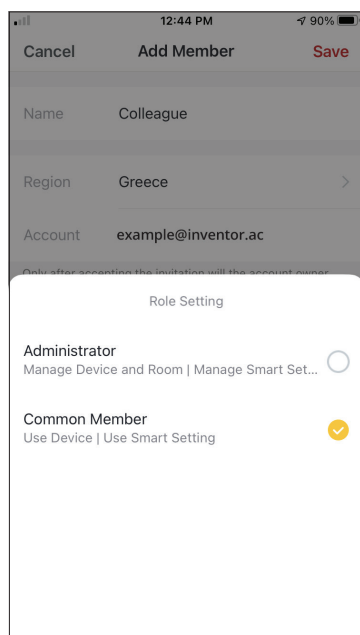 12:44 PM
90%
Cancel
Add Member
Save
Name
Colleague
Region
Greece
Account
example@inventor.ac
Only after accepting the invitation will the account owner
Role Setting
Administrator
Manage Device and Room | Manage Smart Set...
Common Member
Use Device | Use Smart Setting